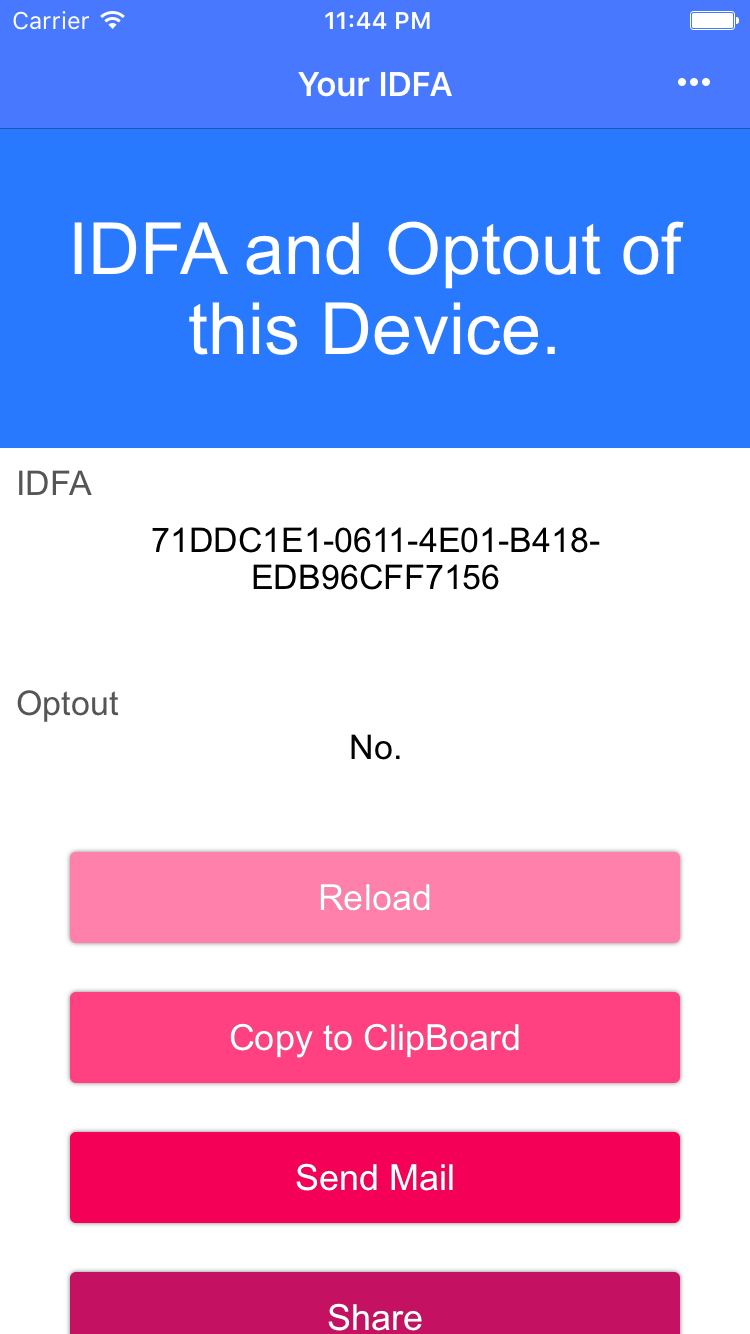 Carrier 11:44 PM
Your IDFA
IDFA and Optout of
this Device.
IDFA
71DDC1E1-0611-4E01-B418-
EDB96CFF7156
Optout
No.
Reload
Copy to ClipBoard
Send Mail
Share